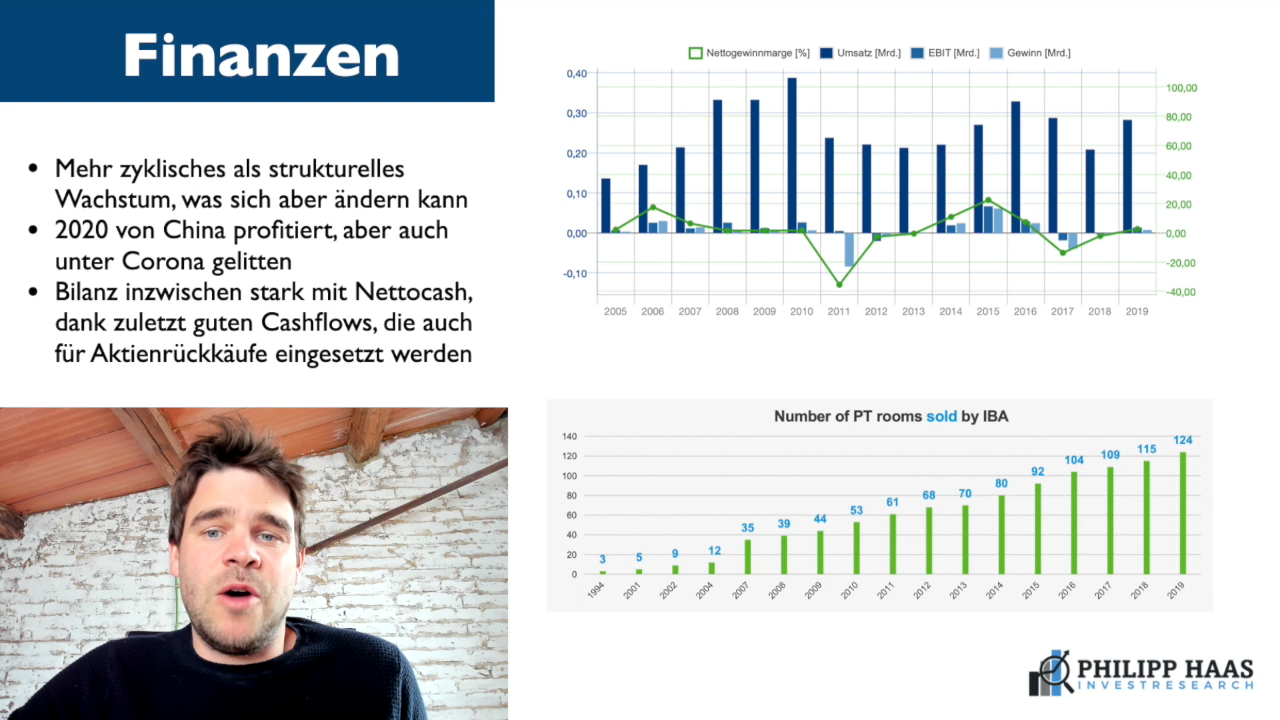 Finanzen
• Mehr zyklisches als strukturelles
Wachstum, was sich aber ändern kann
• 2020 von China profitiert, aber auch
unter Corona gelitten
• Bilanz inzwischen stark mit Nettocash,
dank zuletzt guten Cashflows, die auch
für Aktienrückkäufe eingesetzt werden
Nettogewinnmarge [%] Umsatz [Mrd.] EBIT [Mrd.] Gewinn [Mrd.]
0,40
0,30
0,20
0,10
0,00
-0,10
100,00
80,00
60,00
40,00
20,00
0,00
-20,00
-40,00
2005 2006 2007 2008 2009 2010 2011 2012 2013 2014 2015 2016 2017 2018 2019
Number of PT rooms sold by IBA
140
120
100
80
60
40
20
0
3 5 9 12 35 39 44 53 61 68 70 80 92 104 109 115 124
1994 2001 2002 2004 2007 2008 2009 2010 2011 2012 2013 2014 2015 2016 2017 2018 2019
PHILIPP HAAS
INVESTRESEARCH